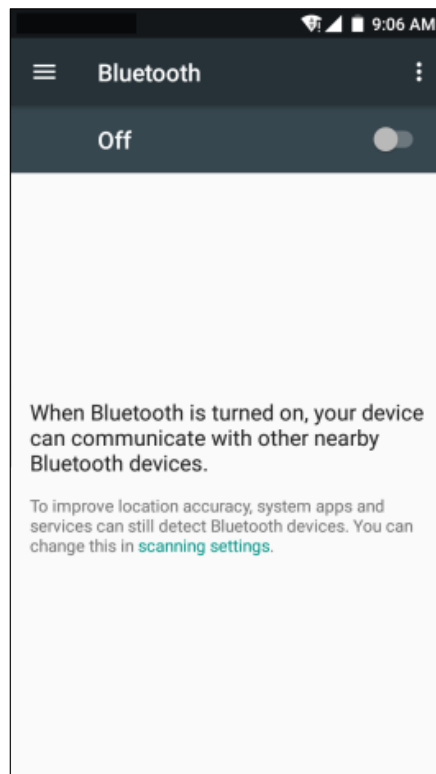 9:06 AM
Bluetooth
Off
When Bluetooth is turned on, your device
can communicate with other nearby
Bluetooth devices.
To improve location accuracy, system apps and
services can still detect Bluetooth devices. You can
change this in scanning settings.